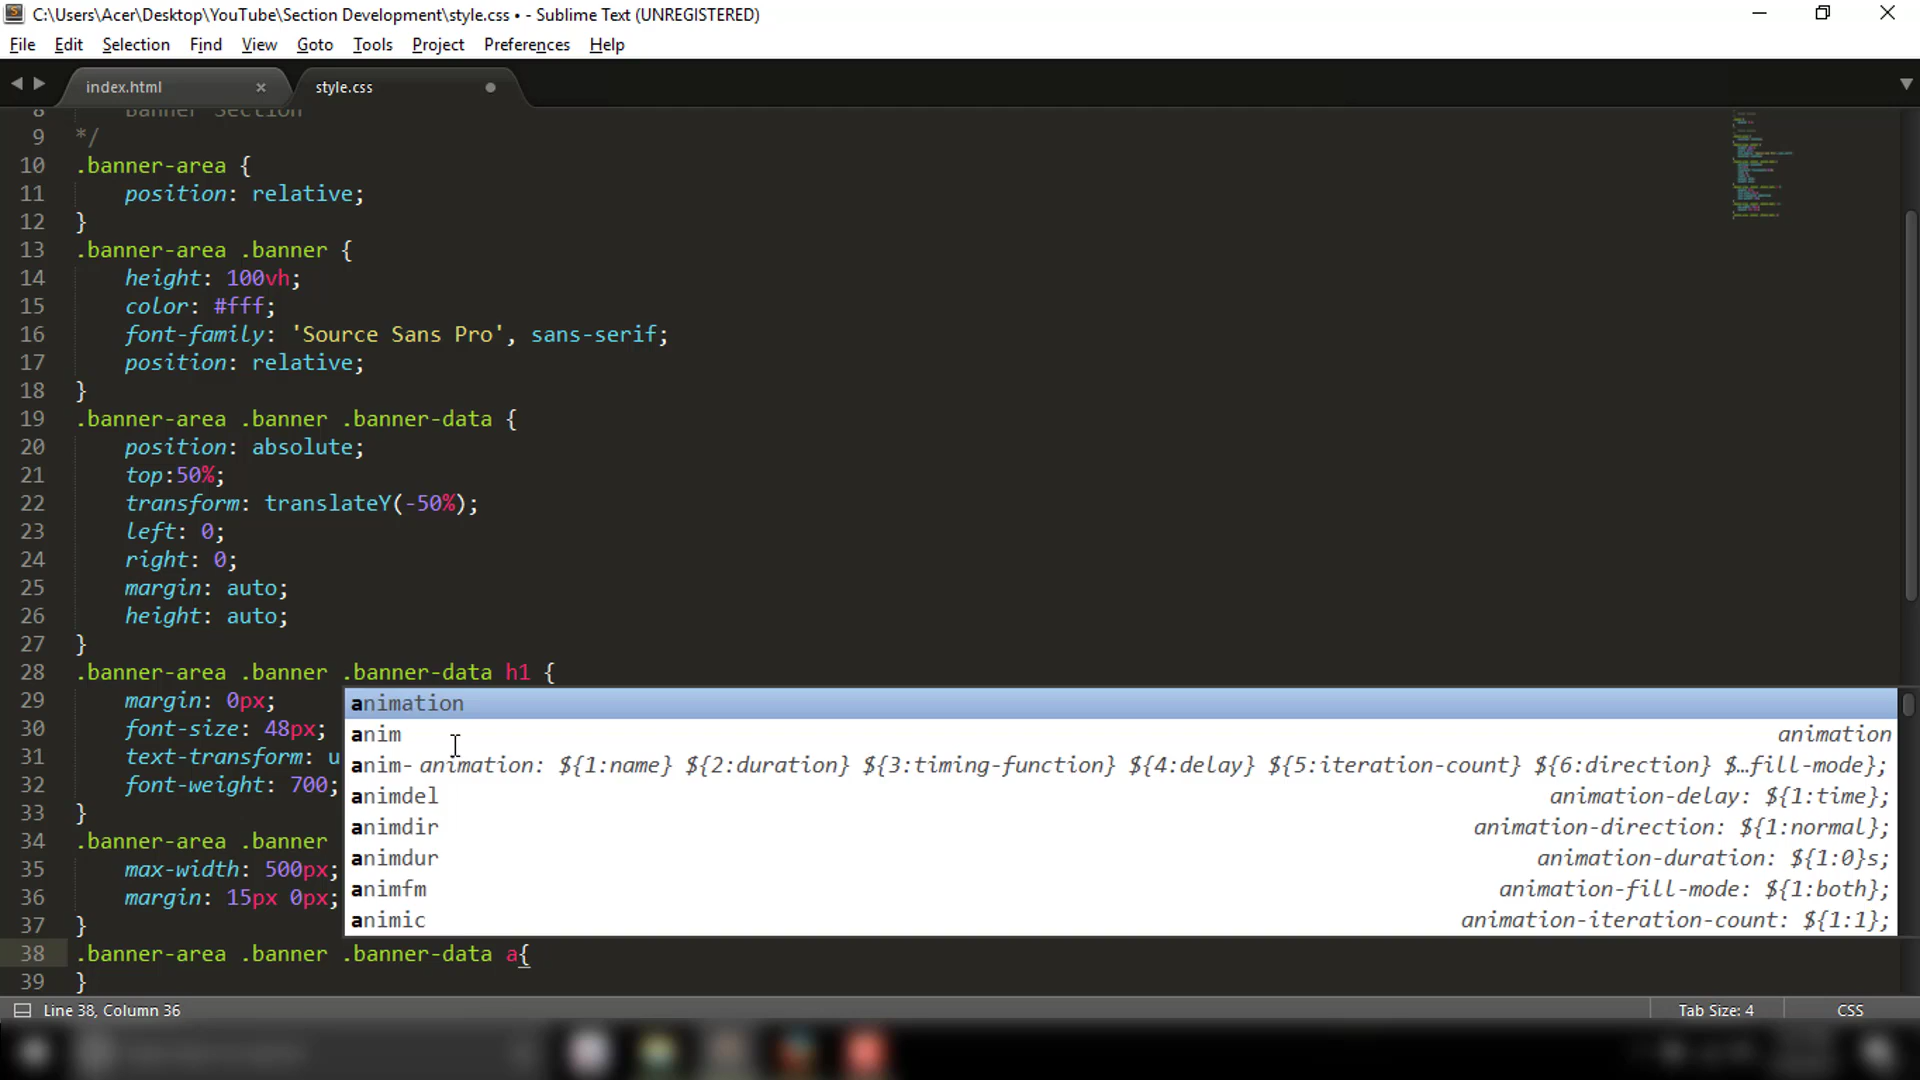 C:\Users\Acer\Desktop\YouTube\Section Development\style.css • - Sublime Text (UNREGISTERED)
File Edit Selection Find View Goto Tools Project Preferences Help
index.html × style.css
8 Banner Section
9 */
10 .banner-area {
11 position: relative;
12 }
13 .banner-area .banner {
14 height: 100vh;
15 color: #fff;
16 font-family: 'Source Sans Pro', sans-serif;
17 position: relative;
18 }
19 .banner-area .banner .banner-data {
20 position: absolute;
21 top:50%;
22 transform: translateY(-50%);
23 left: 0;
24 right: 0;
25 margin: auto;
26 height: auto;
27 }
28 .banner-area .banner .banner-data h1 {
29 margin: 0px;
animation
30 font-size: 48px;
anim animation
31 text-transform: u
anim- animation: ${1:name} ${2:duration} ${3:timing-function} ${4:delay} ${5:iteration-count} ${6:direction} $…fill-mode};
32 font-weight: 700;
animdel animation-delay: ${1:time};
33 }
animdir animation-direction: ${1:normal};
34 .banner-area .banner
animdur animation-duration: ${1:0}s;
35 max-width: 500px;
animfm animation-fill-mode: ${1:both};
36 margin: 15px 0px;
animic animation-iteration-count: ${1:1};
37 }
38 .banner-area .banner .banner-data a{
39 }
Line 38, Column 36 Tab Size: 4 CSS